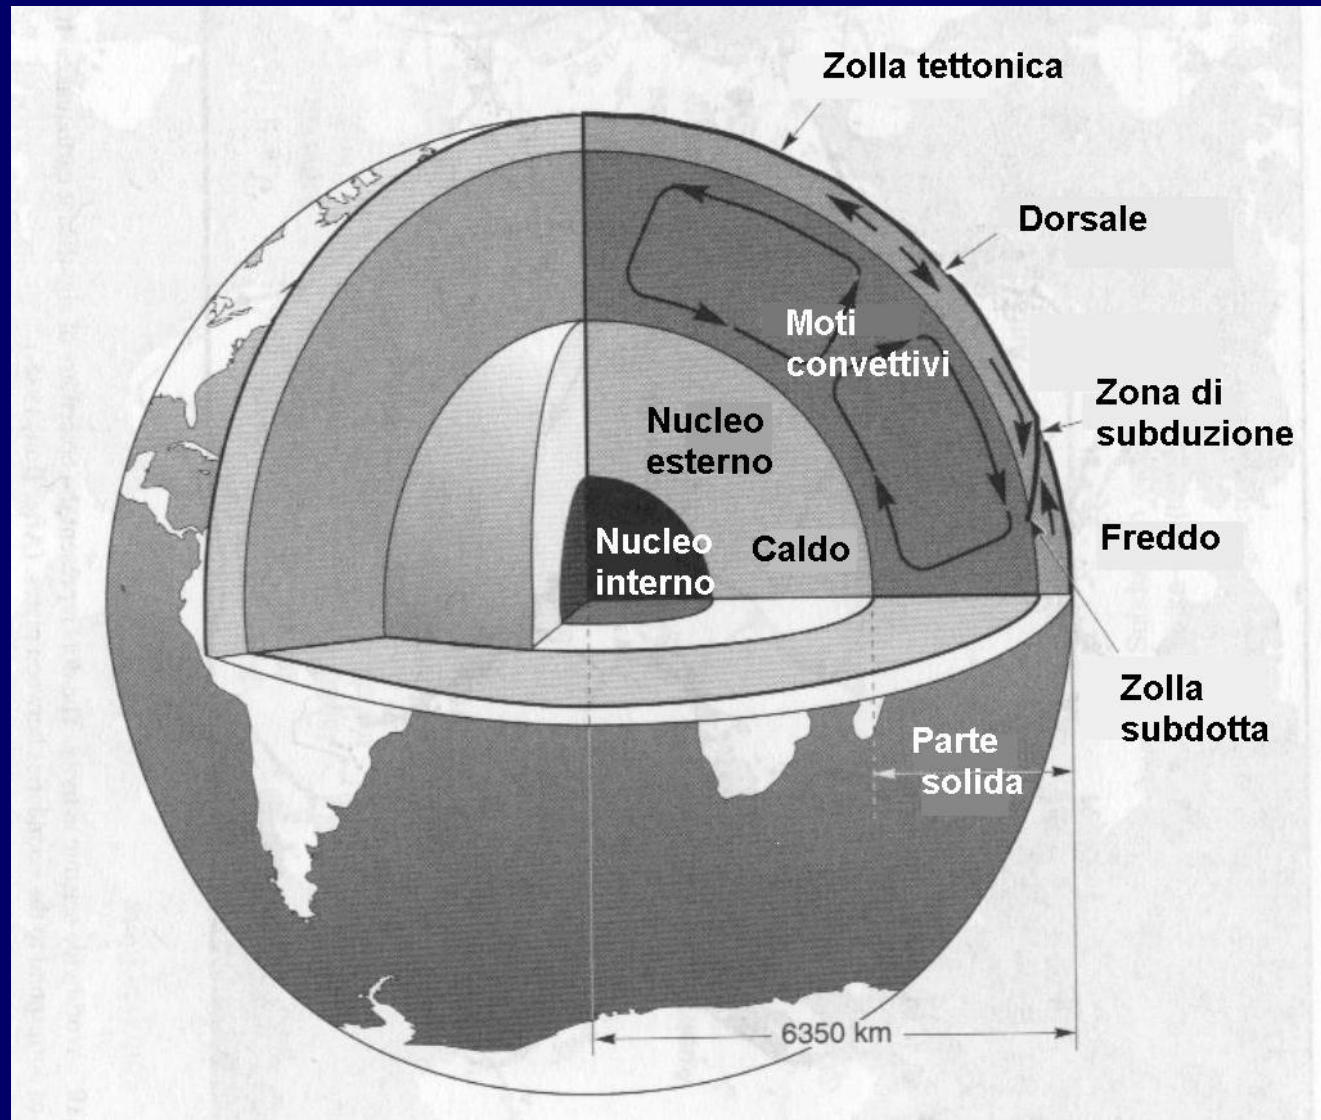 Zolla tettonica
Dorsale
Moti
convettivi
Zona di
subduzione
Nucleo
esterno
Nucleo
interno
Caldo
Freddo
Zolla
subdotta
Parte
solida
6350 km